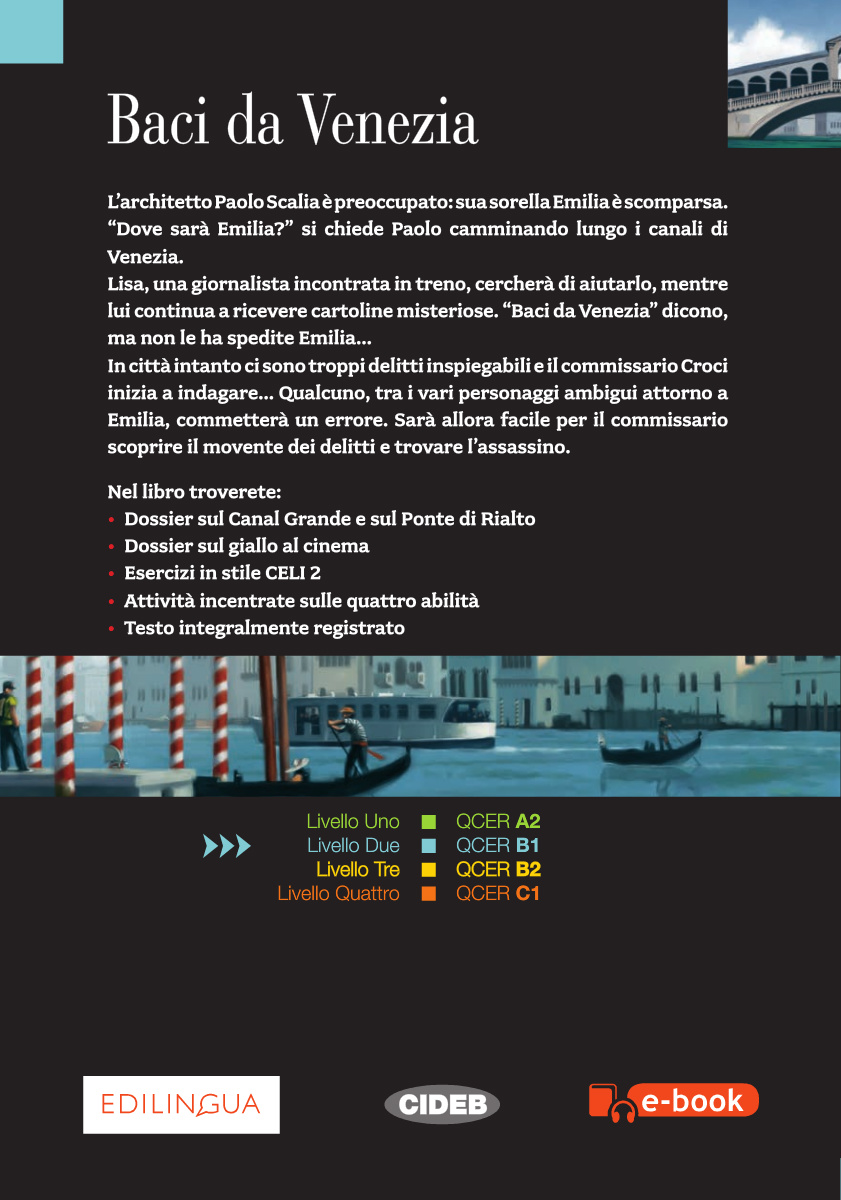 Baci da Venezia
L'architetto Paolo Scalia è preoccupato: sua sorella Emilia è scomparsa.
“Dove sarà Emilia?” si chiede Paolo camminando lungo i canali di
Venezia.
Lisa, una giornalista incontrata in treno, cercherà di aiutarlo, mentre
lui continua a ricevere cartoline misteriose. “Baci da Venezia” dicono,
ma non le ha spedite Emilia...
In città intanto ci sono troppi delitti inspiegabili e il commissario Croci
inizia a indagare... Qualcuno, tra i vari personaggi ambigui attorno a
Emilia, commetterà un errore. Sarà allora facile per il commissario
scoprire il movente dei delitti e trovare l'assassino.
Nel libro troverete:
• Dossier sul Canal Grande e sul Ponte di Rialto
• Dossier sul giallo al cinema
• Esercizi in stile CELI 2
• Attività incentrate sulle quattro abilità
• Testo integralmente registrato
Livello Uno ■ QCER A2
Livello Due ■ QCER B1
Livello Tre ■ QCER B2
Livello Quattro ■ QCER C1
EDILINGUA
CIDEB
e-book